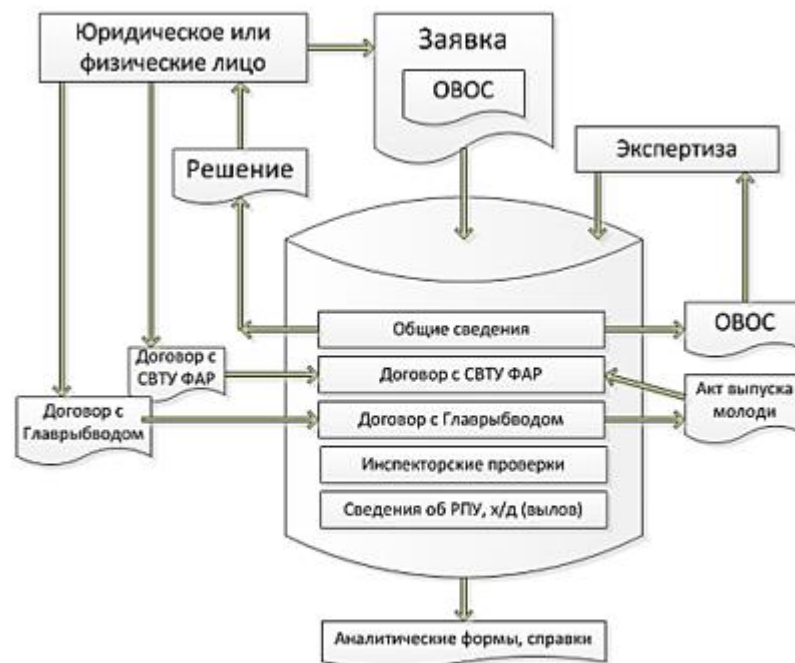 Юридическое или
физические лицо
Заявка
ОВОС
Решение
Экспертиза
Общие сведения
ОВОС
Договор с
СВТУ ФАР
Договор с СВТУ ФАР
Акт выпуска
молоди
Договор с
Главрыбводом
Договор с Главрыбводом
Инспекторские проверки
Сведения об РПУ, х/д (вылов)
Аналитические формы, справки